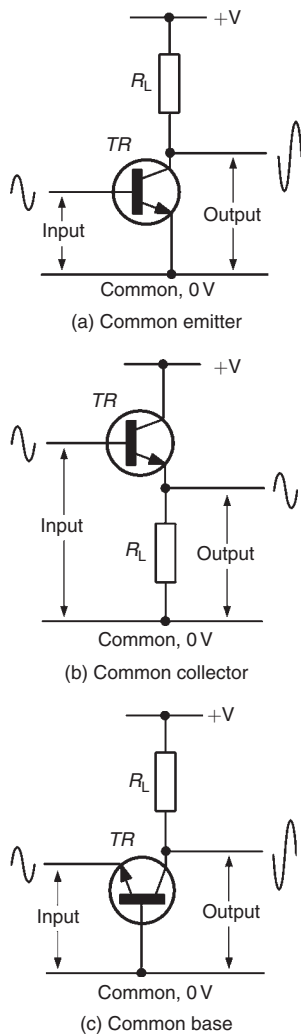 +V
R_L
TR
Input
Output
Common, 0 V
(a) Common emitter
+V
TR
Input
R_L
Output
Common, 0 V
(b) Common collector
+V
R_L
TR
Input
Output
Common, 0 V
(c) Common base